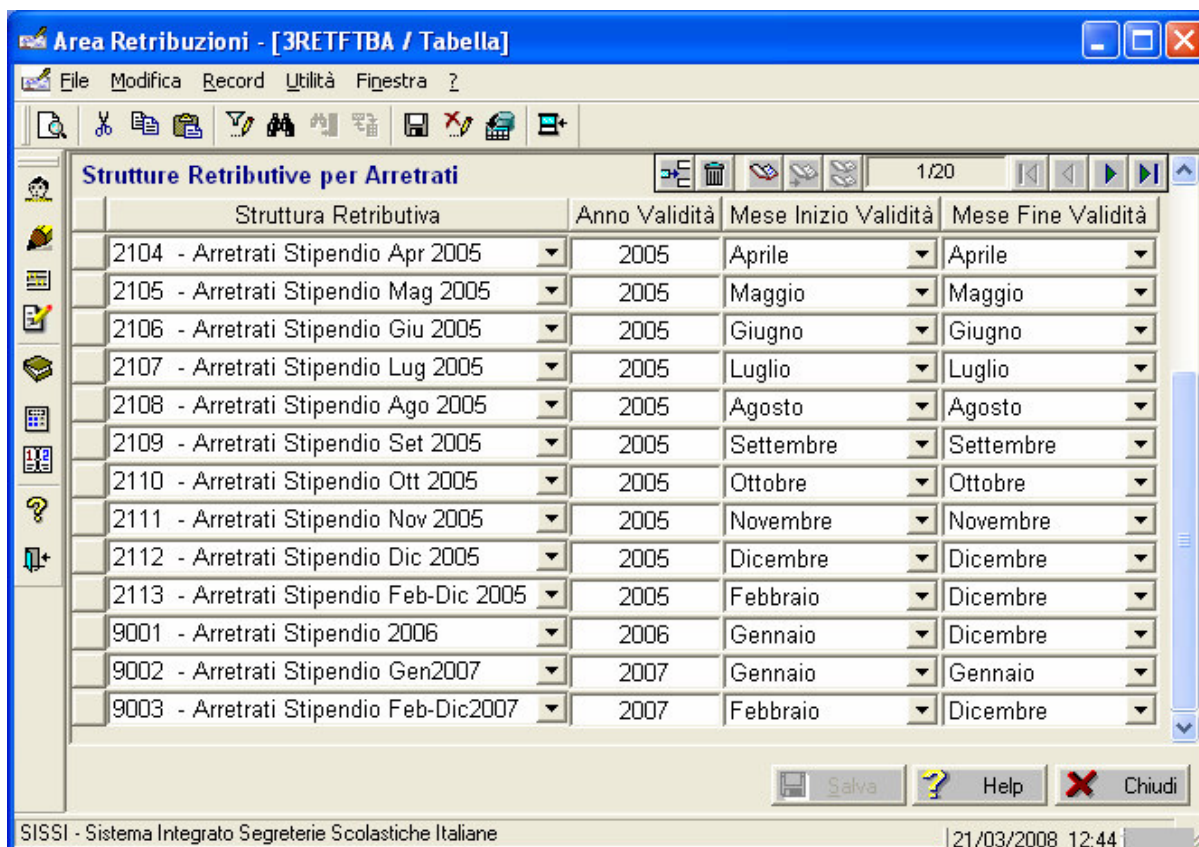 Area Retribuzioni - [3RETFTBA / Tabella]
File Modifica Record Utilità Finestra ?
Strutture Retributive per Arretrati 1/20
Struttura Retributiva Anno Validità Mese Inizio Validità Mese Fine Validità
2104 - Arretrati Stipendio Apr 2005 2005 Aprile Aprile
2105 - Arretrati Stipendio Mag 2005 2005 Maggio Maggio
2106 - Arretrati Stipendio Giu 2005 2005 Giugno Giugno
2107 - Arretrati Stipendio Lug 2005 2005 Luglio Luglio
2108 - Arretrati Stipendio Ago 2005 2005 Agosto Agosto
2109 - Arretrati Stipendio Set 2005 2005 Settembre Settembre
2110 - Arretrati Stipendio Ott 2005 2005 Ottobre Ottobre
2111 - Arretrati Stipendio Nov 2005 2005 Novembre Novembre
2112 - Arretrati Stipendio Dic 2005 2005 Dicembre Dicembre
2113 - Arretrati Stipendio Feb-Dic 2005 2005 Febbraio Dicembre
9001 - Arretrati Stipendio 2006 2006 Gennaio Dicembre
9002 - Arretrati Stipendio Gen2007 2007 Gennaio Gennaio
9003 - Arretrati Stipendio Feb-Dic2007 2007 Febbraio Dicembre
Salva Help Chiudi
SISSI - Sistema Integrato Segreterie Scolastiche Italiane 21/03/2008 12:44